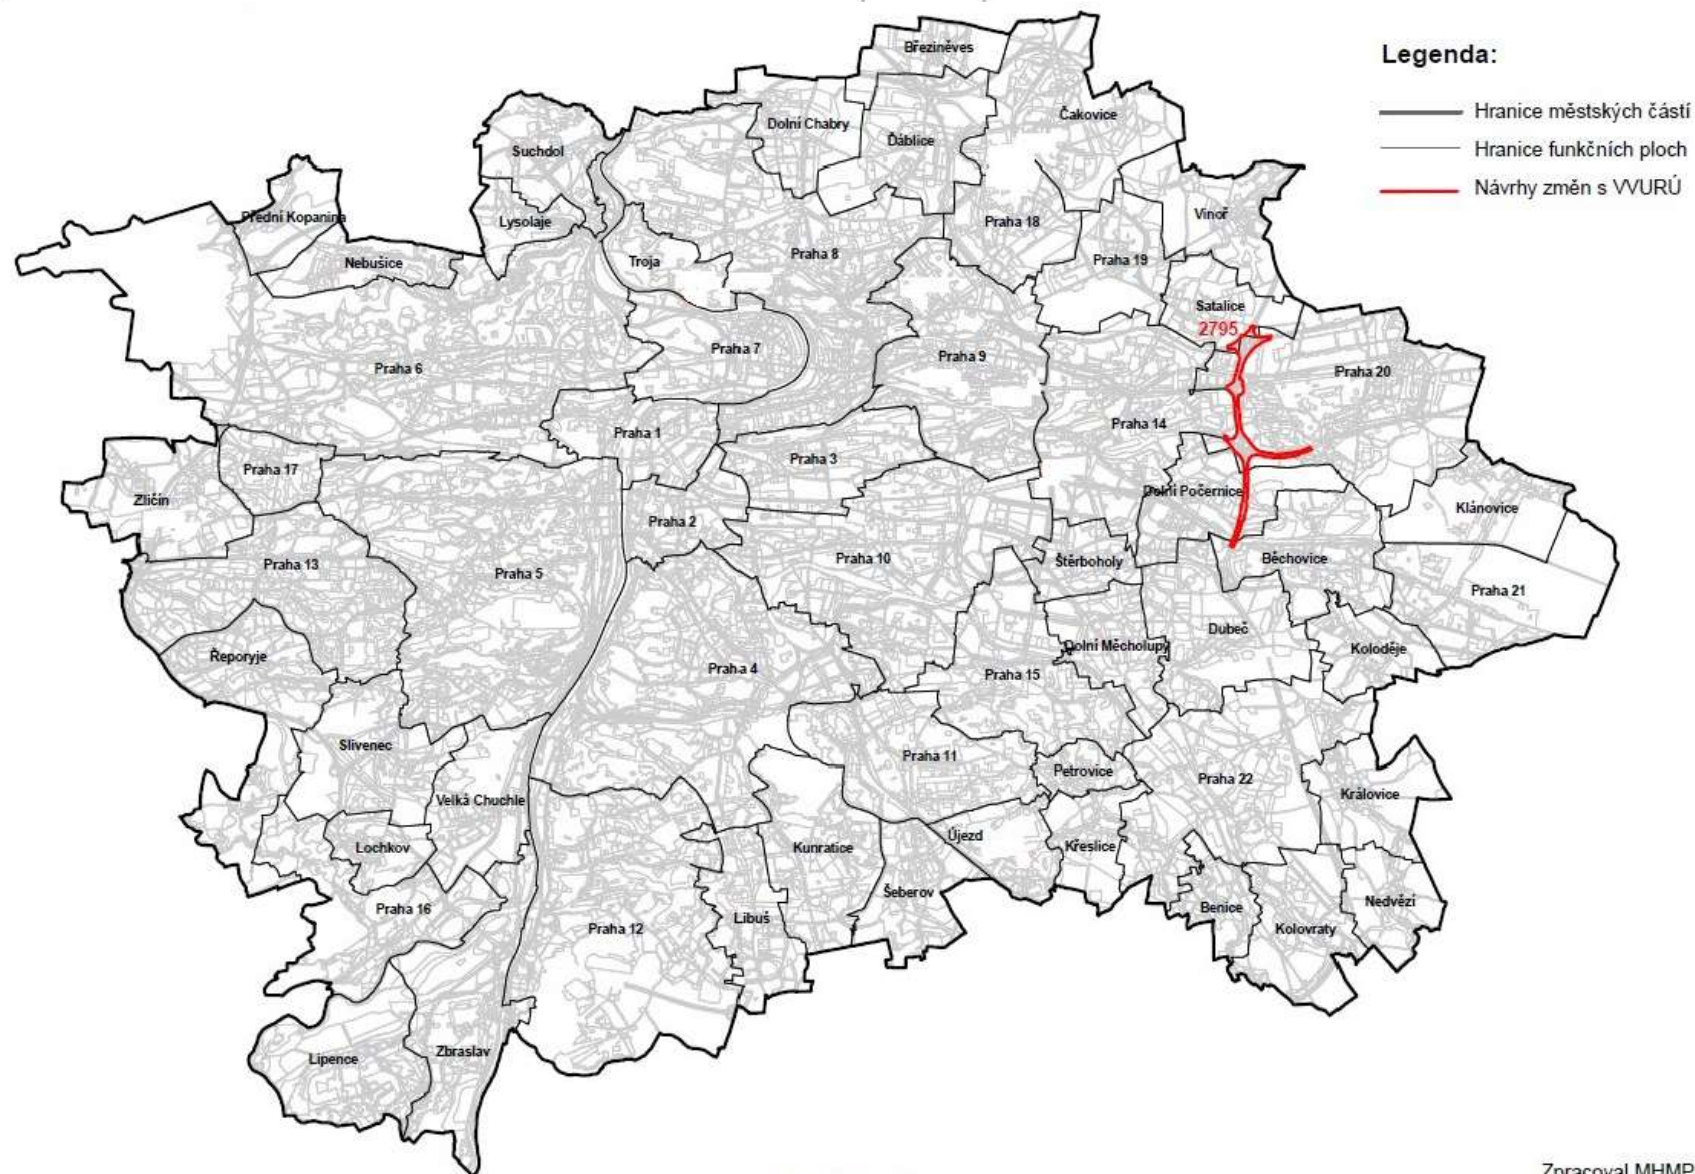 Legenda:
Hranice městských částí
Hranice funkčních ploch
Návrhy změn s VVURÚ
Březiněves
Čakovice
Dolní Chabry
Ďáblice
Suchdol
Přední Kopanina
Lysolaje
Vinoř
Praha 18
Praha 8
Troja
Nebušice
Praha 19
Satalice
2795
Praha 7
Praha 9
Praha 6
Praha 20
Praha 14
Praha 1
Praha 3
Praha 17
Zličín
Dolní Počernice
Klánovice
Praha 2
Praha 10
Štěrboholy
Běchovice
Praha 13
Praha 5
Praha 21
Dubeč
Dolní Měcholupy
Koloděje
Řeporyje
Praha 4
Praha 15
Slivenec
Praha 11
Petrovice
Praha 22
Královice
Velká Chuchle
Lochkov
Kunratice
Újezd
Křeslice
Šeberov
Praha 16
Benice
Nedvězí
Libuš
Praha 12
Kolovraty
Zbraslav
Lipence
Zpracoval MHMP